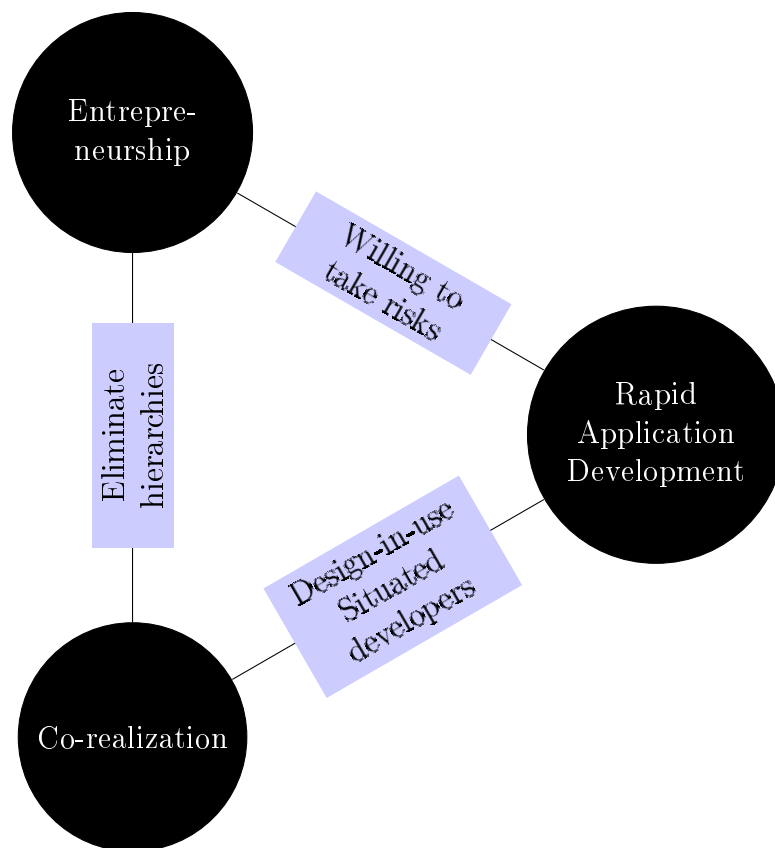 Entrepre-
neurship
Willing to
take risks
Rapid
Application
Development
Eliminate
hierarchies
Design-in-use
Situated
developers
Co-realization